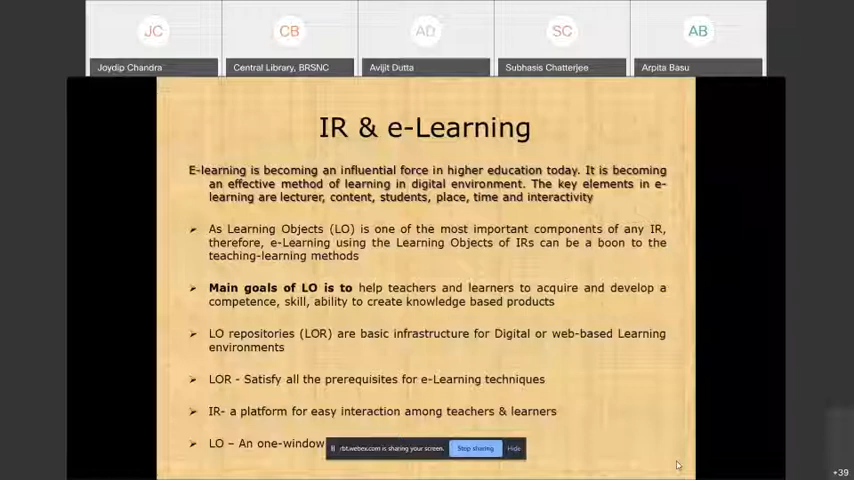 JC
CB
AD
SC
AB
Joydip Chandra
Central Library, BRSNC
Avijit Dutta
Subhasis Chatterjee
Arpita Basu
IR & e-Learning
E-learning is becoming an influential force in higher education today. It is becoming
an effective method of learning in digital environment. The key elements in e-
learning are lecturer, content, students, place, time and interactivity
As Learning Objects (LO) is one of the most important components of any IR,
therefore, e-Learning using the Learning Objects of IRs can be a boon to the
teaching-learning methods
Main goals of LO is to help teachers and learners to acquire and develop a
competence, skill, ability to create knowledge based products
LO repositories (LOR) are basic infrastructure for Digital or web-based Learning
environments
LOR - Satisfy all the prerequisites for e-Learning techniques
IR- a platform for easy interaction among teachers & learners
LO – An one-window
rbt.webex.com is sharing your screen.
Stop sharing
Hide
+39